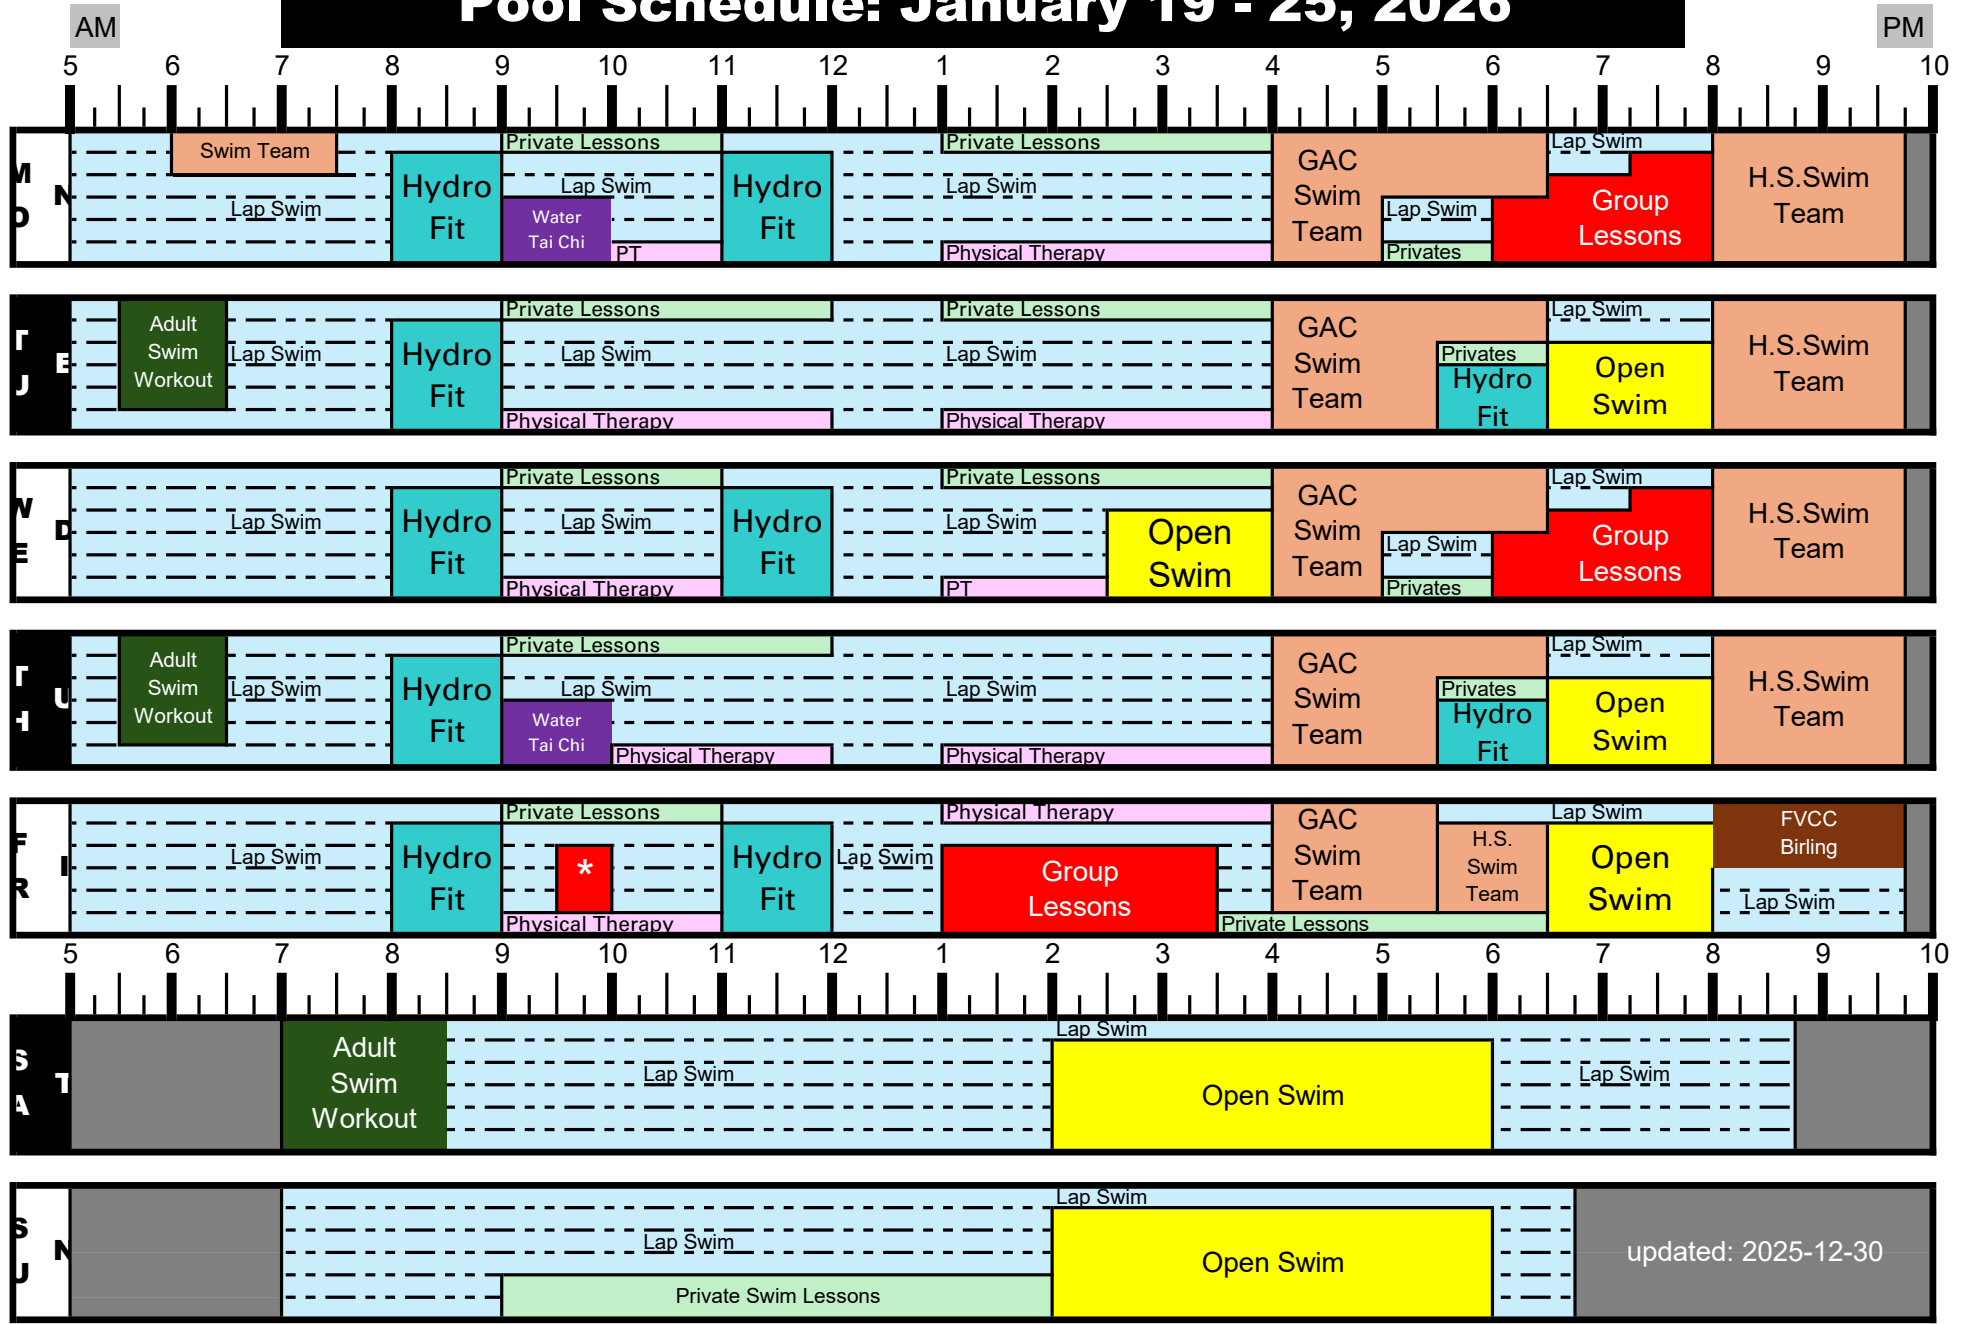 Pool Schedule: January 19 - 25, 2026
AM PM
5 6 7 8 9 10 11 12 1 2 3 4 5 6 7 8 9 10
M
O
N
Swim Team
Lap Swim
Hydro
Fit
Private Lessons
Lap Swim
Water
Tai Chi
PT
Hydro
Fit
Private Lessons
Lap Swim
Physical Therapy
GAC
Swim
Team
Lap Swim
Privates
Lap Swim
Group
Lessons
H.S.Swim
Team
T
U
E
Adult
Swim
Workout
Lap Swim
Hydro
Fit
Private Lessons
Lap Swim
Physical Therapy
Private Lessons
Lap Swim
Physical Therapy
GAC
Swim
Team
Privates
Hydro
Fit
Lap Swim
Open
Swim
H.S.Swim
Team
W
E
D
Lap Swim
Hydro
Fit
Private Lessons
Lap Swim
Physical Therapy
Hydro
Fit
Private Lessons
Lap Swim
PT
Open
Swim
GAC
Swim
Team
Lap Swim
Privates
Lap Swim
Group
Lessons
H.S.Swim
Team
T
H
U
Adult
Swim
Workout
Lap Swim
Hydro
Fit
Private Lessons
Lap Swim
Water
Tai Chi
Physical Therapy
Private Lessons
Lap Swim
Physical Therapy
GAC
Swim
Team
Privates
Hydro
Fit
Lap Swim
Open
Swim
H.S.Swim
Team
F
R
I
Lap Swim
Hydro
Fit
Private Lessons
*
Physical Therapy
Hydro
Fit
Lap Swim
Physical Therapy
Group
Lessons
Private Lessons
GAC
Swim
Team
H.S.
Swim
Team
Lap Swim
Open
Swim
FVCC
Birling
Lap Swim
5 6 7 8 9 10 11 12 1 2 3 4 5 6 7 8 9 10
S
A
T
Adult
Swim
Workout
Lap Swim
Lap Swim
Open Swim
Lap Swim
S
U
N
Lap Swim
Private Swim Lessons
Lap Swim
Open Swim
updated: 2025-12-30